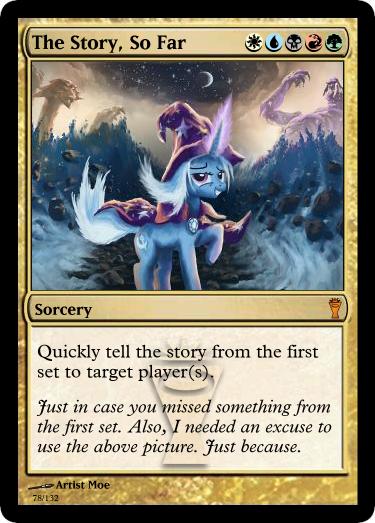 The Story, So Far
Sorcery
Quickly tell the story from the first
set to target player(s).
Just in case you missed something from
the first set. Also, I needed an excuse to
use the above picture. Just because.
Artist Moe
78/132